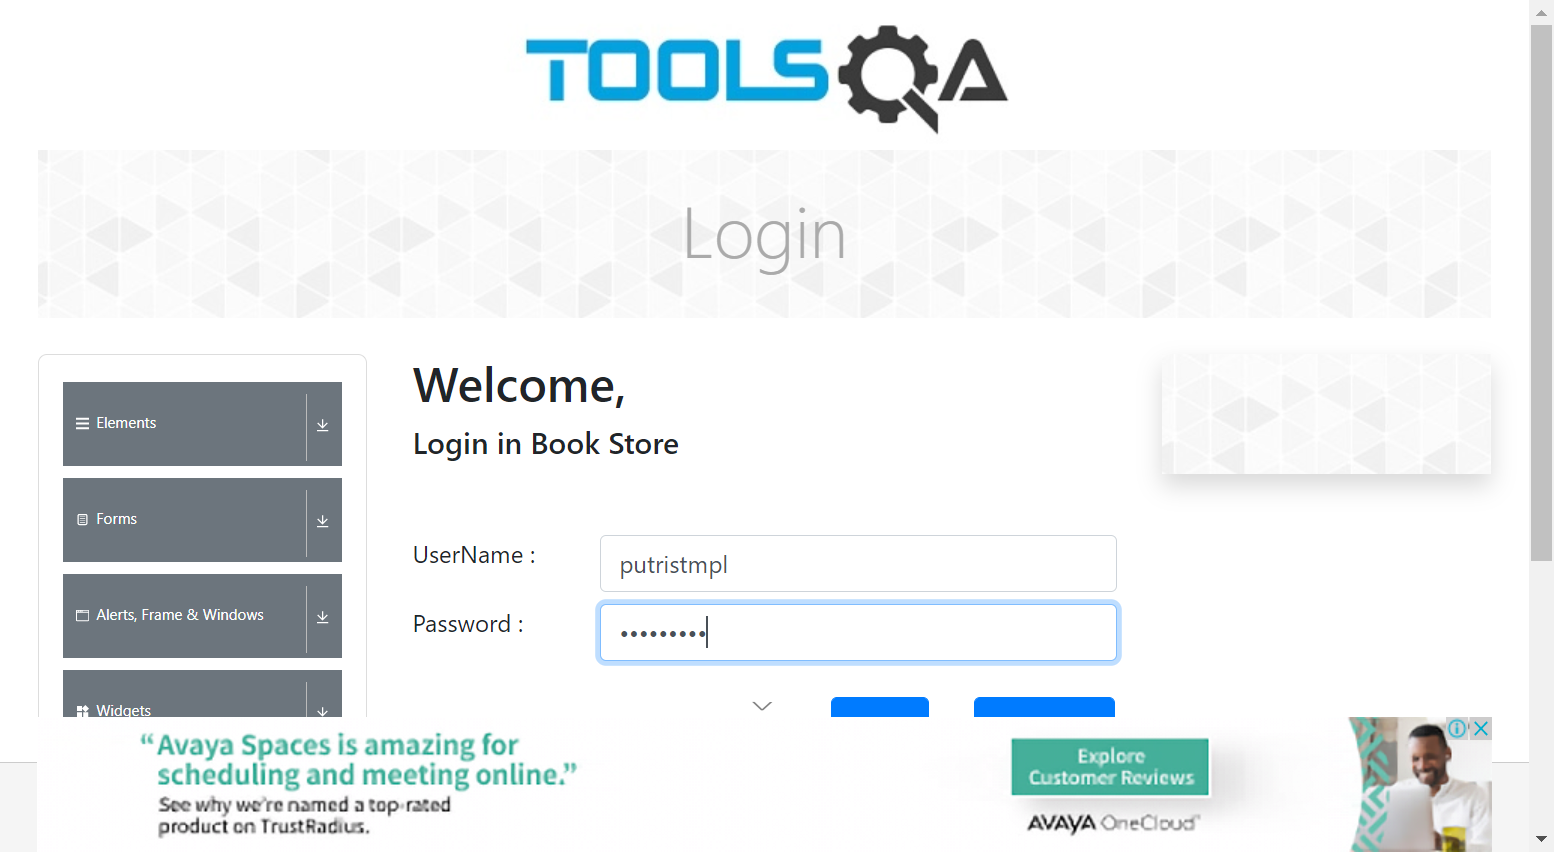 TOOLSQA
Login
Welcome,
Login in Book Store
Elements
Forms
Alerts, Frame & Windows
Widgets
UserName :
putristmpl
Password :
•••••••••
“Avaya Spaces is amazing for
scheduling and meeting online.”
See why we're named a top-rated
product on TrustRadius.
Explore
Customer Reviews
AVAYA OneCloud™